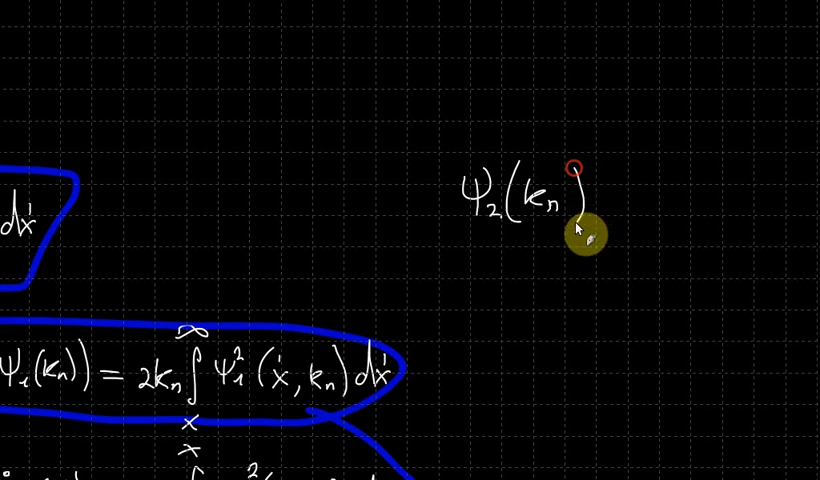 ψ₂(kₙ)
dx́
ψ₁(kₙ)) = 2kₙ ∫ₓ^∞ ψ₁²(x́, kₙ) dx́